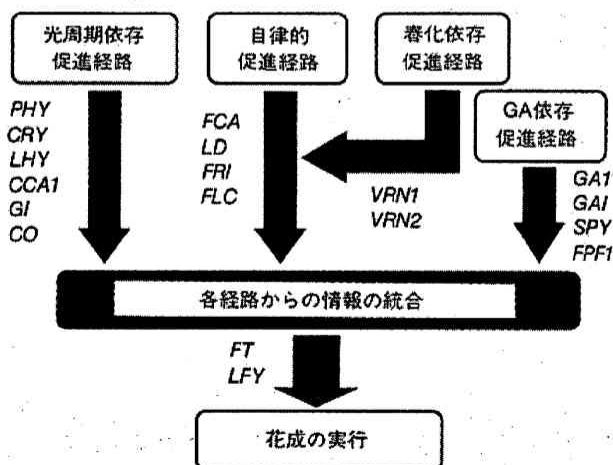 光周期依存
促進経路
自律的
促進経路
春化依存
促進経路
GA依存
促進経路
PHY
CRY
LHY
CCA1
GI
CO
FCA
LD
FRI
FLC
VRN1
VRN2
GA1
GAI
SPY
FPF1
各経路からの情報の統合
FT
LFY
花成の実行